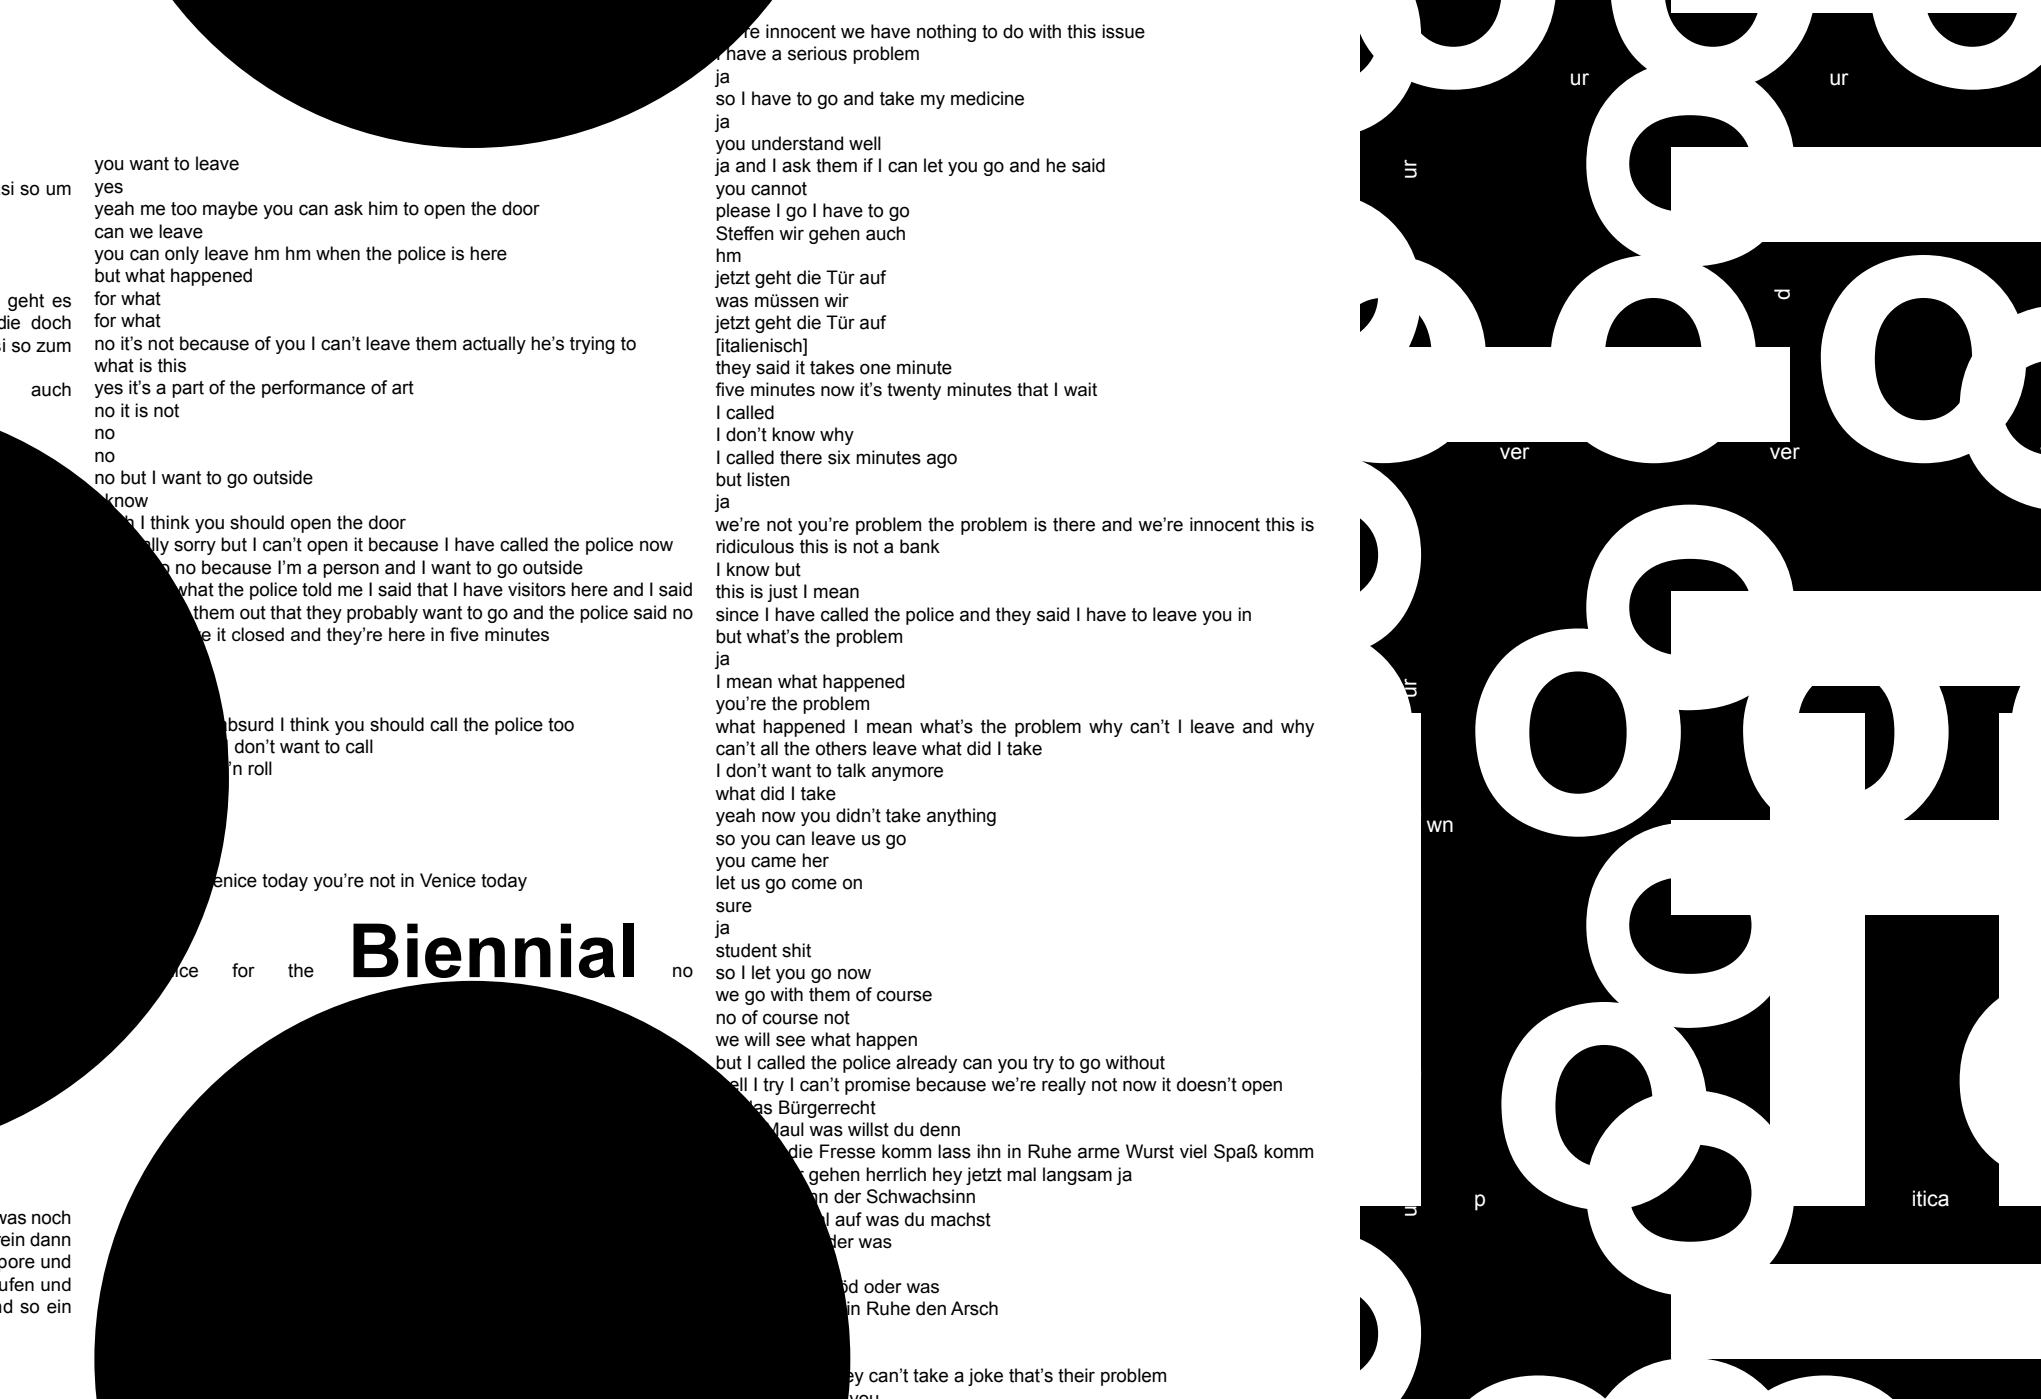 si so um
geht es
die doch
si so zum
auch
was noch
rein dann
pore und
ufen und
nd so ein
you want to leave
yes
yeah me too maybe you can ask him to open the door
can we leave
you can only leave hm hm when the police is here
but what happened
for what
for what
no it’s not because of you I can’t leave them actually he’s trying to
what is this
yes it’s a part of the performance of art
no it is not
no
no
no but I want to go outside
know
I think you should open the door
sorry but I can’t open it because I have called the police now
no because I’m a person and I want to go outside
what the police told me I said that I have visitors here and I said
them out that they probably want to go and the police said no
it closed and they’re here in five minutes
absurd I think you should call the police too
don’t want to call
’n roll
enice today you’re not in Venice today
ice for the Biennial no
re innocent we have nothing to do with this issue
I have a serious problem
ja
so I have to go and take my medicine
ja
you understand well
ja and I ask them if I can let you go and he said
you cannot
please I go I have to go
Steffen wir gehen auch
hm
jetzt geht die Tür auf
was müssen wir
jetzt geht die Tür auf
[italienisch]
they said it takes one minute
five minutes now it’s twenty minutes that I wait
I called
I don’t know why
I called there six minutes ago
but listen
ja
we’re not you’re problem the problem is there and we’re innocent this is
ridiculous this is not a bank
I know but
this is just I mean
since I have called the police and they said I have to leave you in
but what’s the problem
ja
I mean what happened
you’re the problem
what happened I mean what’s the problem why can’t I leave and why
can’t all the others leave what did I take
I don’t want to talk anymore
what did I take
yeah now you didn’t take anything
so you can leave us go
you came her
let us go come on
sure
ja
student shit
so I let you go now
we go with them of course
no of course not
we will see what happen
but I called the police already can you try to go without
ell I try I can’t promise because we’re really not now it doesn’t open
as Bürgerrecht
Maul was willst du denn
die Fresse komm lass ihn in Ruhe arme Wurst viel Spaß komm
gehen herrlich hey jetzt mal langsam ja
nn der Schwachsinn
l auf was du machst
der was
öd oder was
in Ruhe den Arsch
ey can’t take a joke that’s their problem
you
ur
ur
ur
d
ver
ver
ur
wn
p
itica